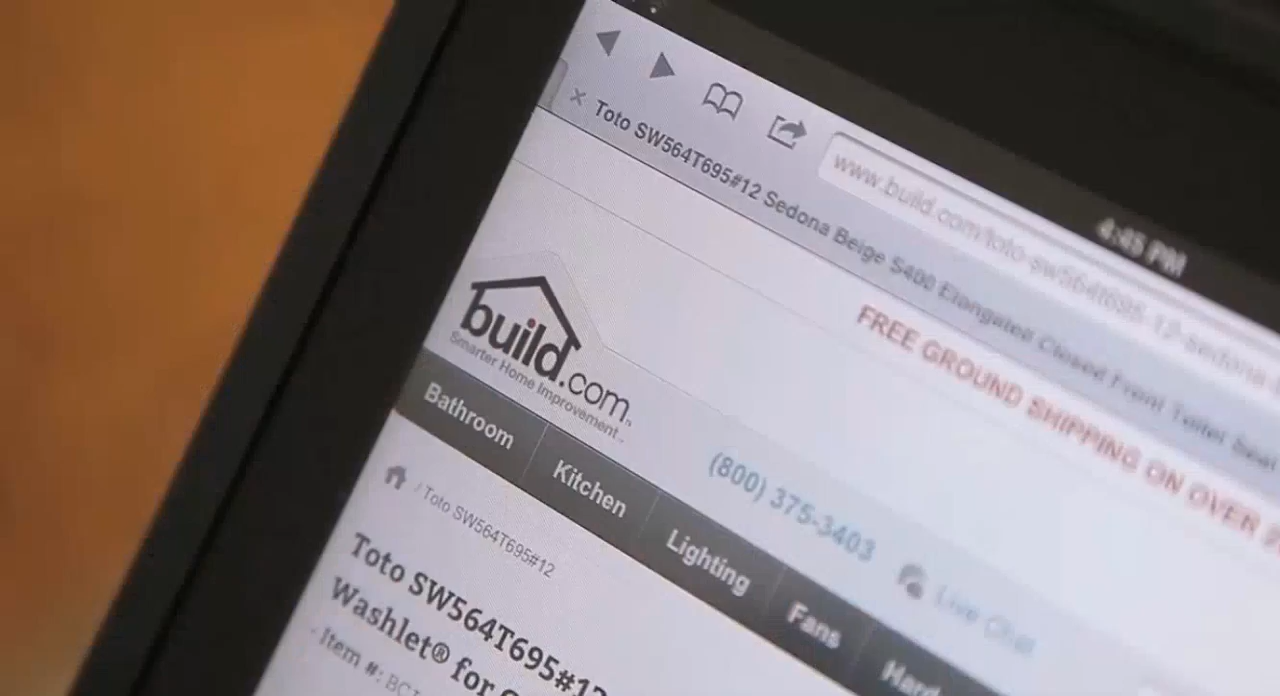 4:45 PM
www.build.com/toto-sw564t695-12-sedona
× Toto SW564T695#12 Sedona Beige S400 Elongated Closed Front Toilet Seat
FREE GROUND SHIPPING ON OVER
build.com
Smarter Home Improvement
(800) 375-3403 Live Chat
Bathroom Kitchen Lighting Fans Hard
/ Toto SW564T695#12
Toto SW564T695#12
Washlet® for
Item #: